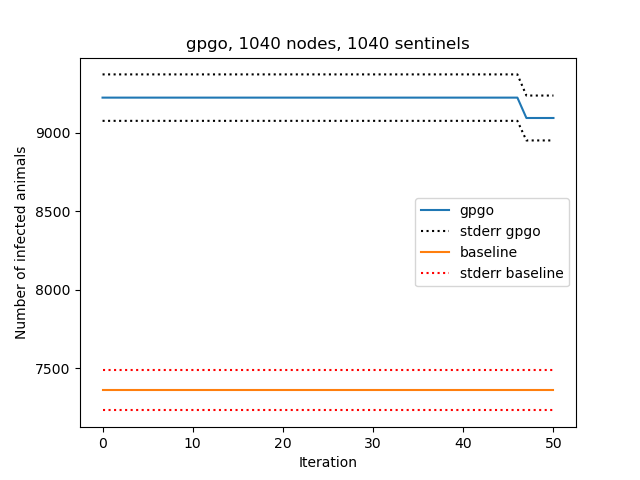 gpgo, 1040 nodes, 1040 sentinels
Number of infected animals
9000
8500
8000
7500
gpgo
stderr gpgo
baseline
stderr baseline
0 10 20 30 40 50
Iteration